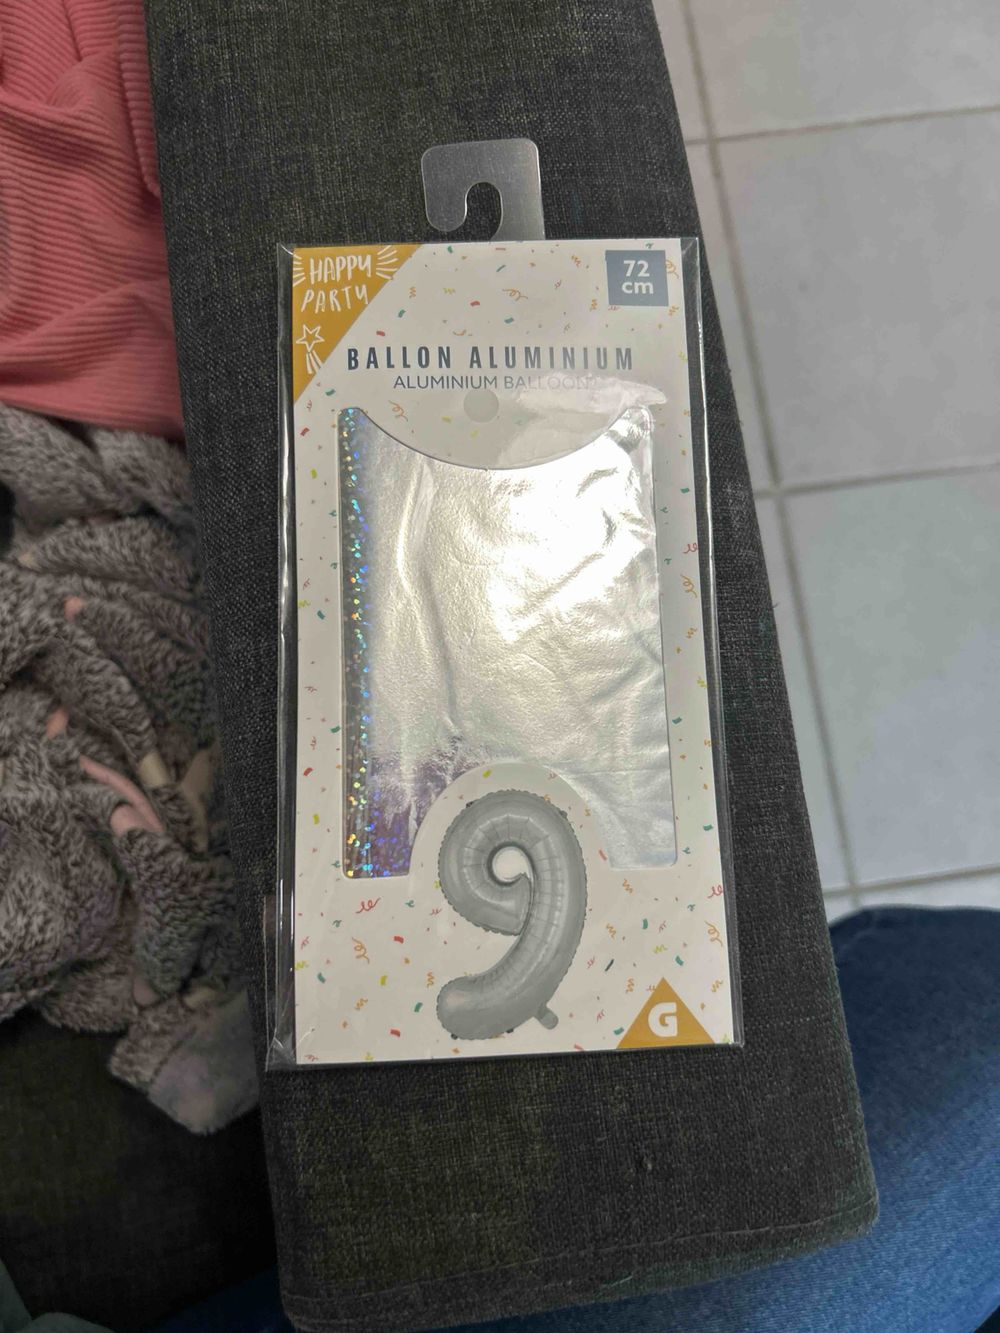 HAPPY
PARTY
72
cm
BALLON ALUMINIUM
ALUMINIUM BALLOON
9
G